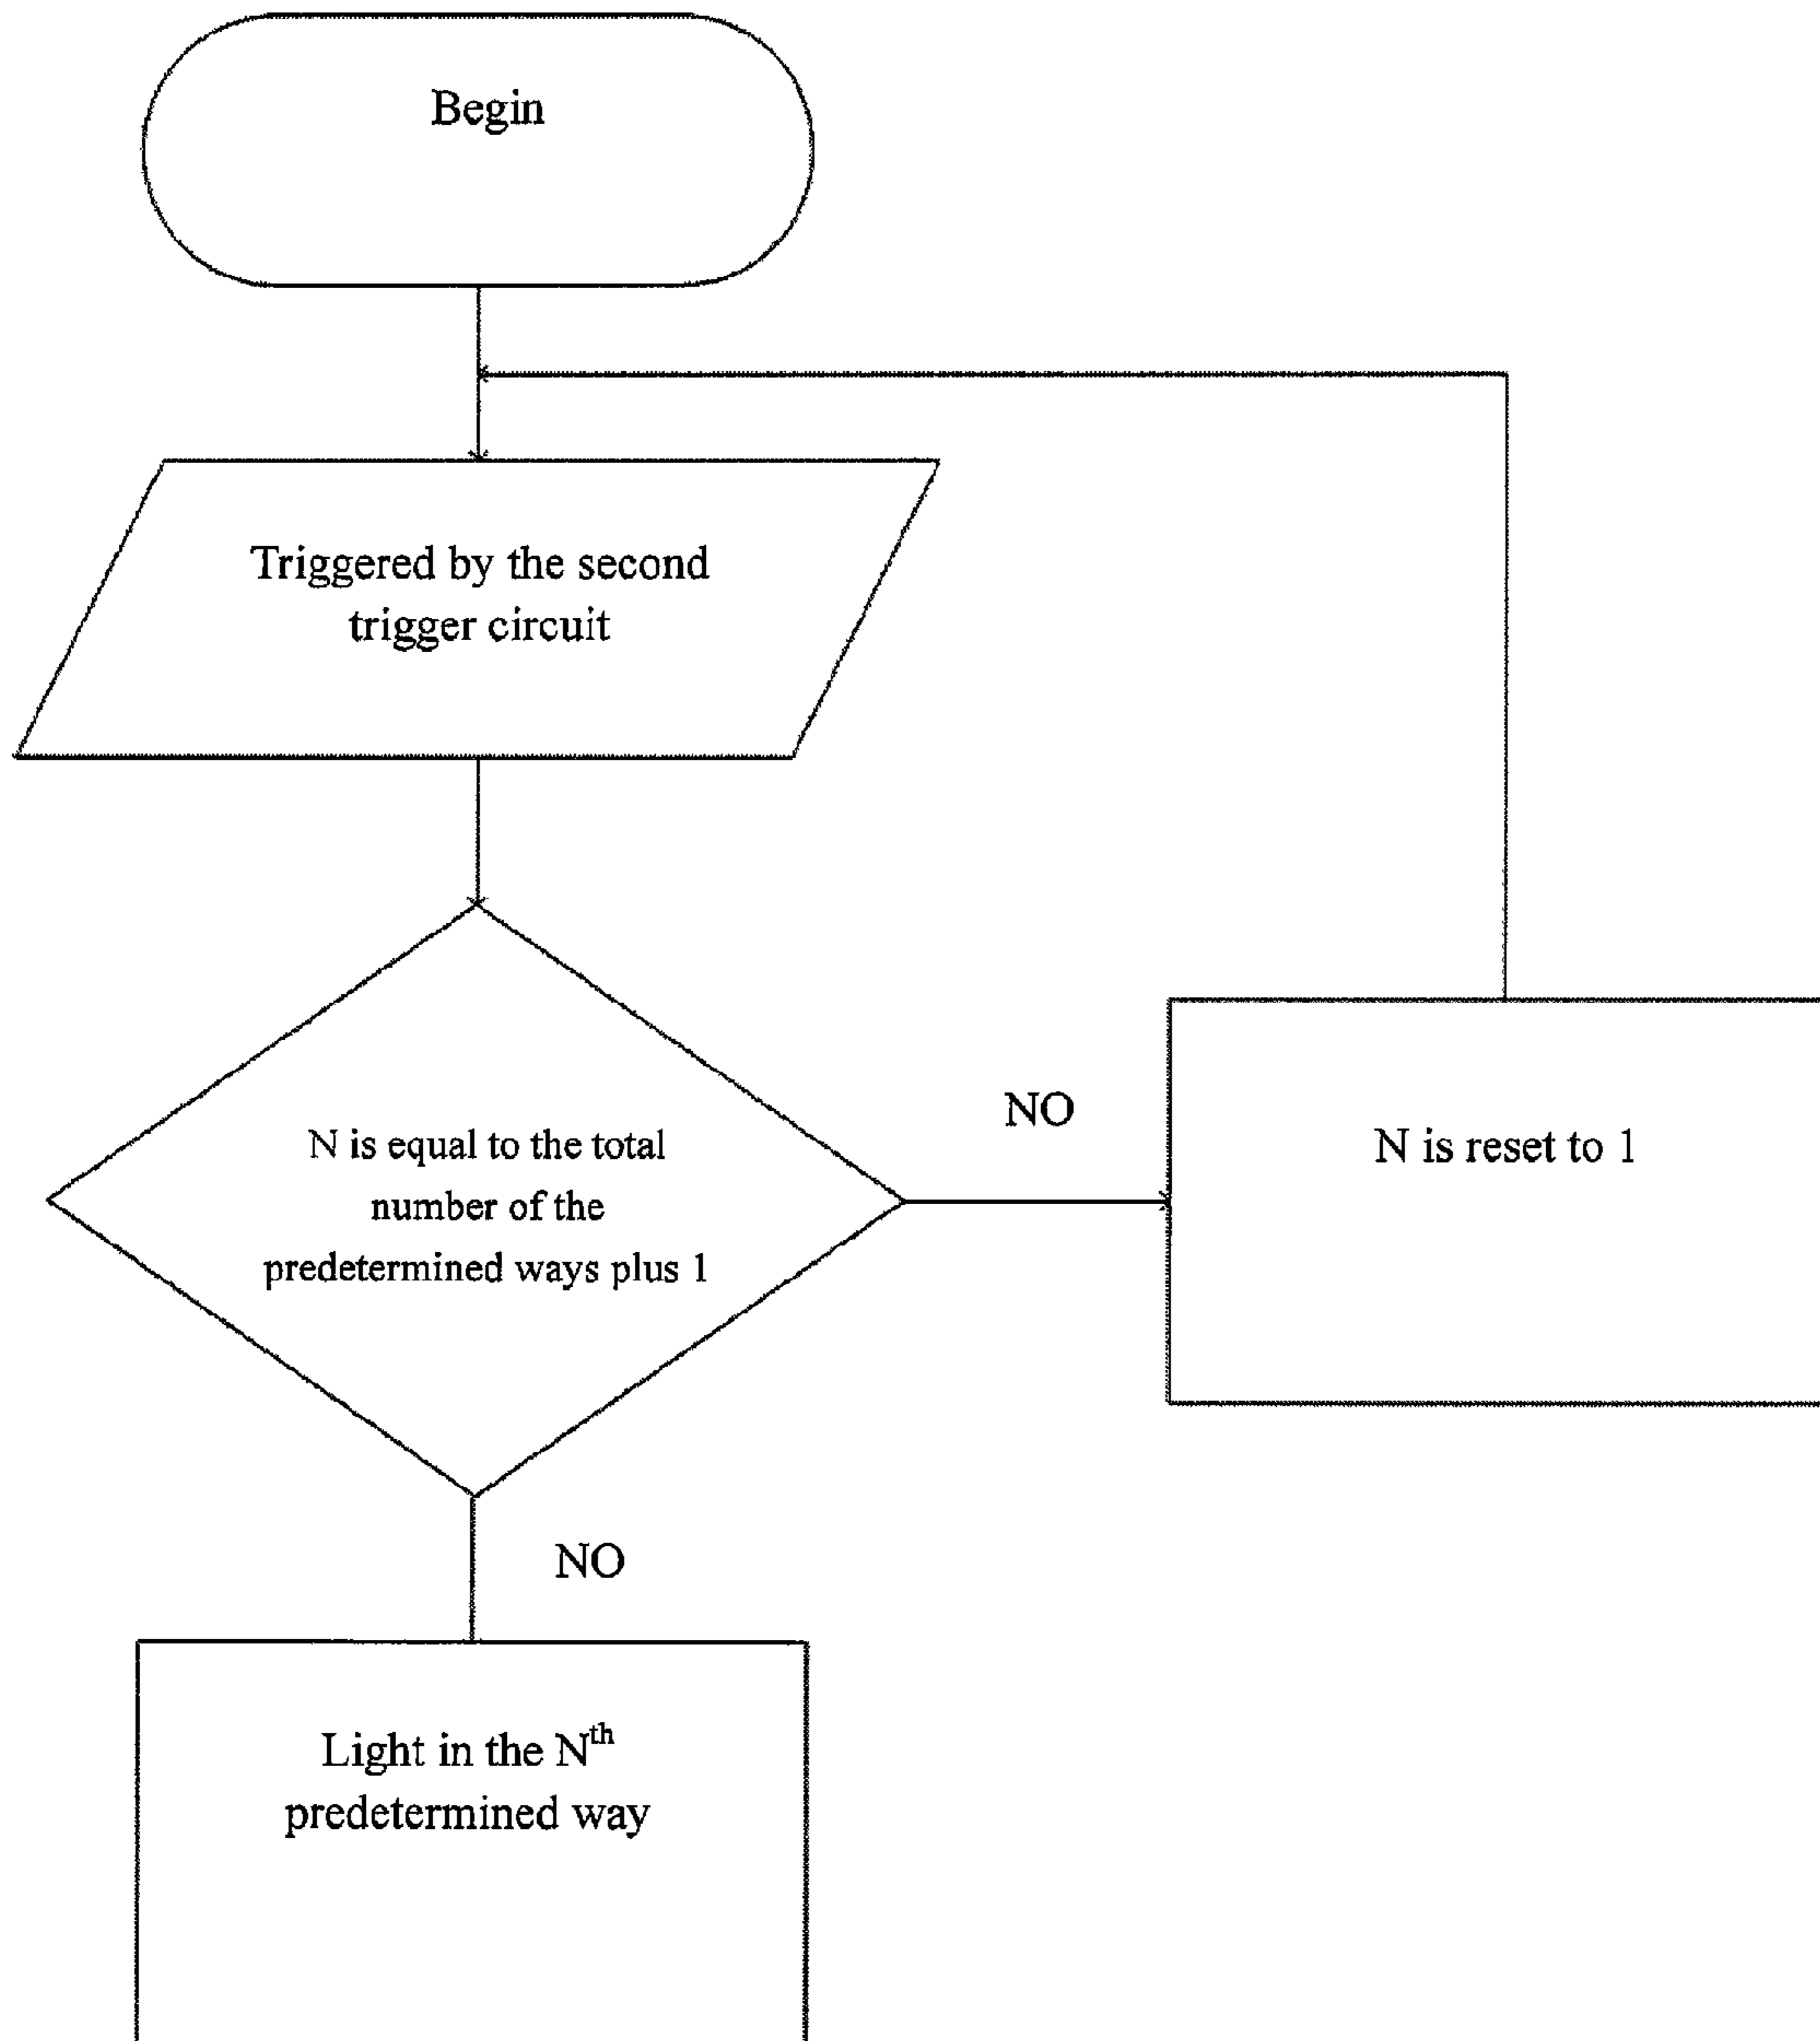 Begin
Triggered by the second
trigger circuit
N is equal to the total
number of the
predetermined ways plus 1
NO
N is reset to 1
NO
Light in the Nth
predetermined way